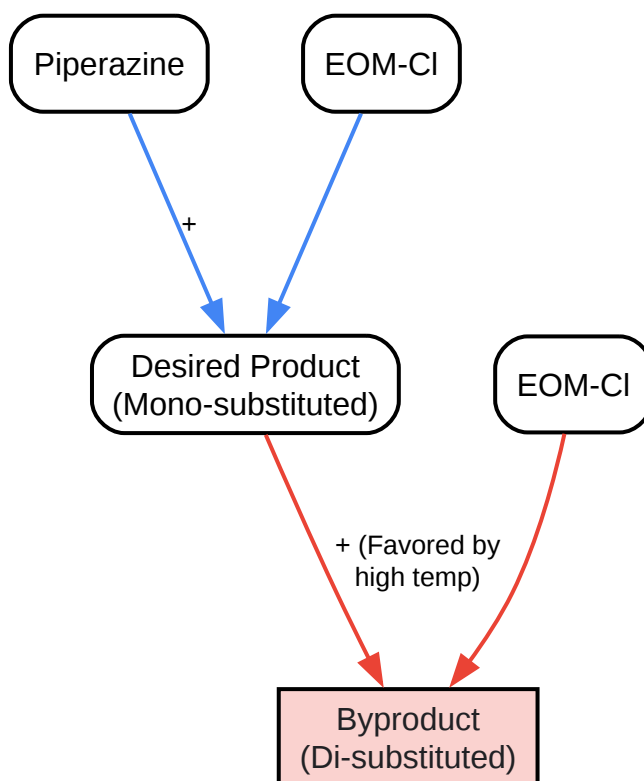 Piperazine
EOM-Cl
+
Desired Product
(Mono-substituted)
EOM-Cl
+ (Favored by
high temp)
Byproduct
(Di-substituted)